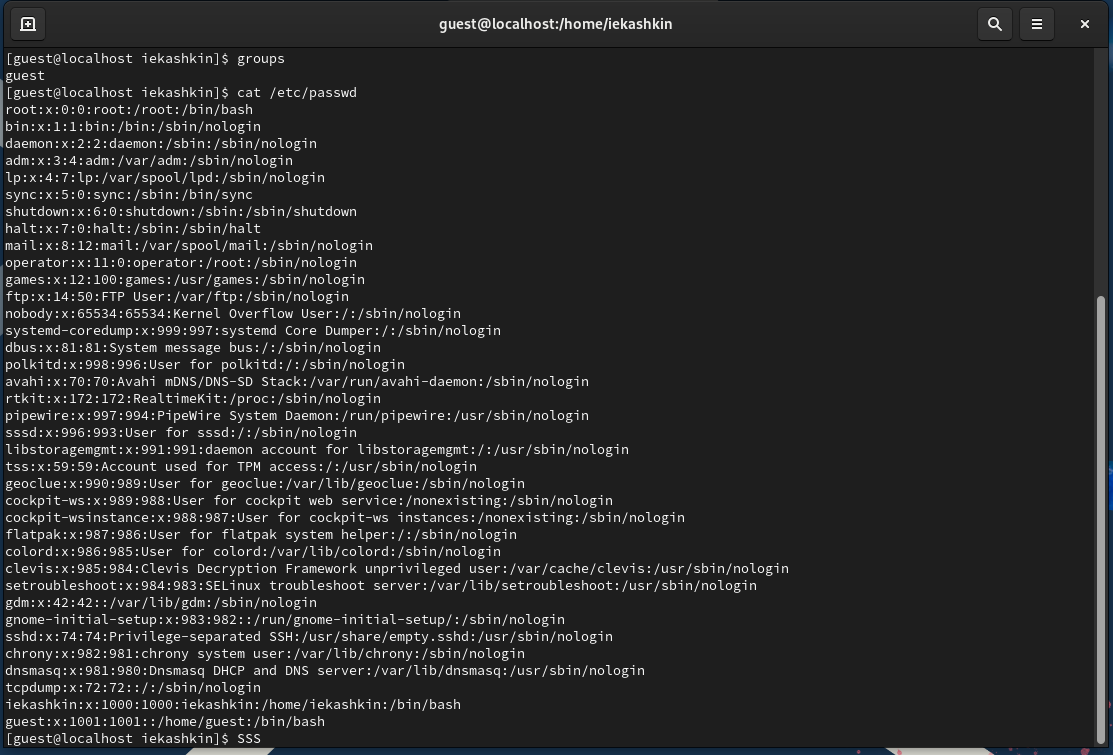 guest@localhost:/home/iekashkin
[guest@localhost iekashkin]$ groups
guest
[guest@localhost iekashkin]$ cat /etc/passwd
root:x:0:0:root:/root:/bin/bash
bin:x:1:1:bin:/bin:/sbin/nologin
daemon:x:2:2:daemon:/sbin:/sbin/nologin
adm:x:3:4:adm:/var/adm:/sbin/nologin
lp:x:4:7:lp:/var/spool/lpd:/sbin/nologin
sync:x:5:0:sync:/sbin:/bin/sync
shutdown:x:6:0:shutdown:/sbin:/sbin/shutdown
halt:x:7:0:halt:/sbin:/sbin/halt
mail:x:8:12:mail:/var/spool/mail:/sbin/nologin
operator:x:11:0:operator:/root:/sbin/nologin
games:x:12:100:games:/usr/games:/sbin/nologin
ftp:x:14:50:FTP User:/var/ftp:/sbin/nologin
nobody:x:65534:65534:Kernel Overflow User:/:/sbin/nologin
systemd-coredump:x:999:997:systemd Core Dumper:/:/sbin/nologin
dbus:x:81:81:System message bus:/:/sbin/nologin
polkitd:x:998:996:User for polkitd:/:/sbin/nologin
avahi:x:70:70:Avahi mDNS/DNS-SD Stack:/var/run/avahi-daemon:/sbin/nologin
rtkit:x:172:172:RealtimeKit:/proc:/sbin/nologin
pipewire:x:997:994:PipeWire System Daemon:/run/pipewire:/usr/sbin/nologin
sssd:x:996:993:User for sssd:/:/sbin/nologin
libstoragemgmt:x:991:991:daemon account for libstoragemgmt:/:/usr/sbin/nologin
tss:x:59:59:Account used for TPM access:/:/usr/sbin/nologin
geoclue:x:990:989:User for geoclue:/var/lib/geoclue:/sbin/nologin
cockpit-ws:x:989:988:User for cockpit web service:/nonexisting:/sbin/nologin
cockpit-wsinstance:x:988:987:User for cockpit-ws instances:/nonexisting:/sbin/nologin
flatpak:x:987:986:User for flatpak system helper:/:/sbin/nologin
colord:x:986:985:User for colord:/var/lib/colord:/sbin/nologin
clevis:x:985:984:Clevis Decryption Framework unprivileged user:/var/cache/clevis:/usr/sbin/nologin
setroubleshoot:x:984:983:SELinux troubleshoot server:/var/lib/setroubleshoot:/usr/sbin/nologin
gdm:x:42:42::/var/lib/gdm:/sbin/nologin
gnome-initial-setup:x:983:982::/run/gnome-initial-setup/:/sbin/nologin
sshd:x:74:74:Privilege-separated SSH:/usr/share/empty.sshd:/usr/sbin/nologin
chrony:x:982:981:chrony system user:/var/lib/chrony:/sbin/nologin
dnsmasq:x:981:980:Dnsmasq DHCP and DNS server:/var/lib/dnsmasq:/usr/sbin/nologin
tcpdump:x:72:72::/:/sbin/nologin
iekashkin:x:1000:1000:iekashkin:/home/iekashkin:/bin/bash
guest:x:1001:1001::/home/guest:/bin/bash
[guest@localhost iekashkin]$ SSS